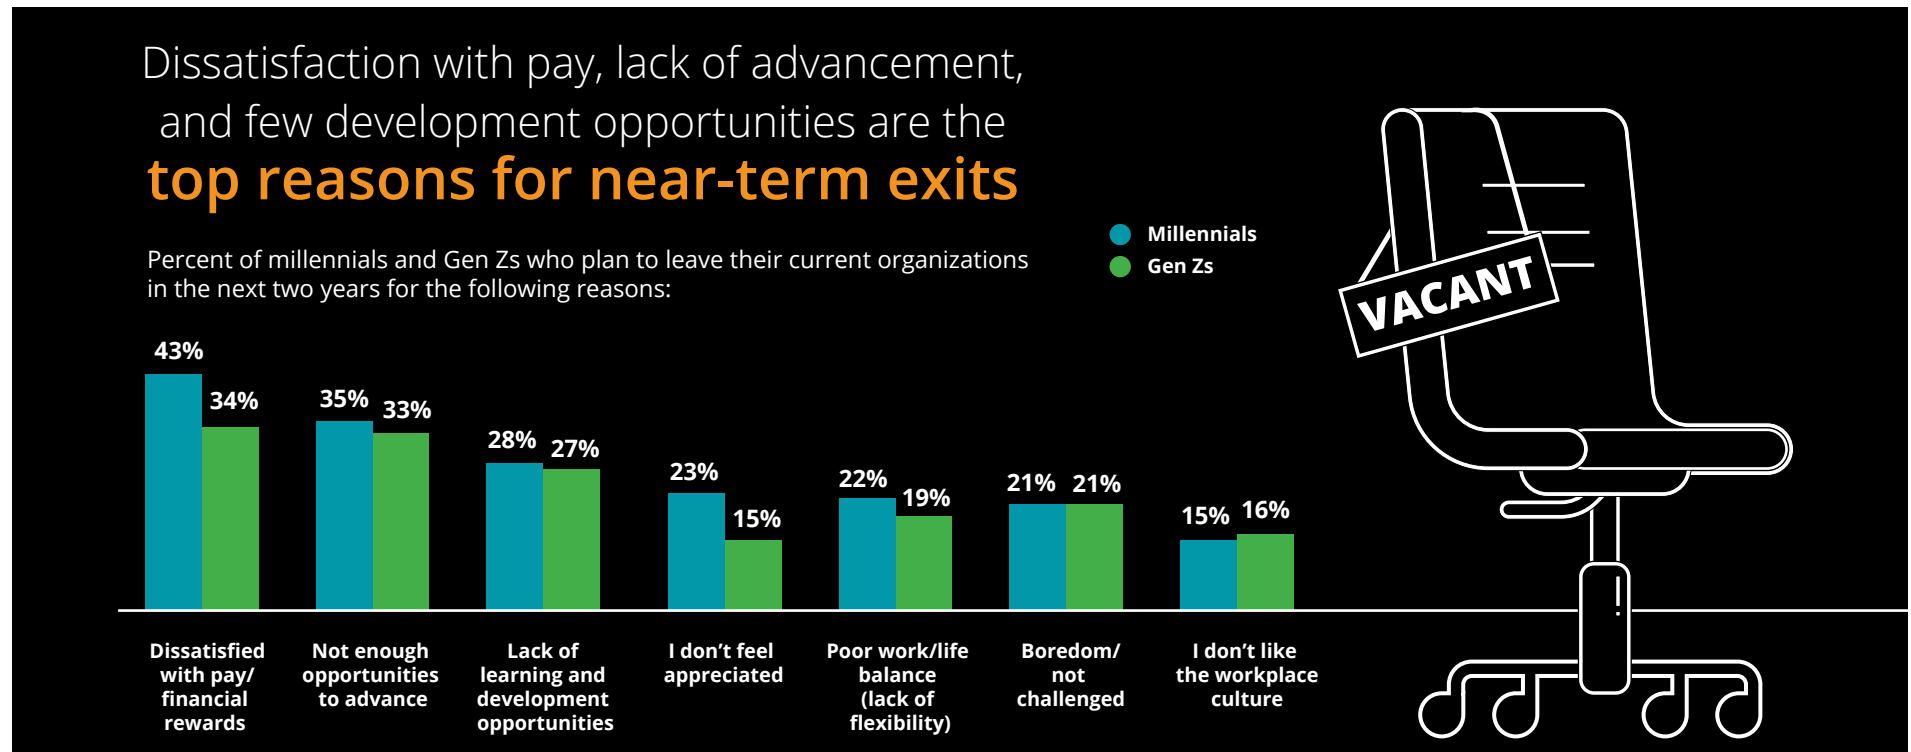 Dissatisfaction with pay, lack of advancement,
and few development opportunities are the
top reasons for near-term exits
Percent of millennials and Gen Zs who plan to leave their current organizations
in the next two years for the following reasons:
Millennials
Gen Zs
VACANT
43%
34%
35%
33%
28%
27%
23%
15%
22%
19%
21%
21%
15%
16%
Dissatisfied
with pay/
financial
rewards
Not enough
opportunities
to advance
Lack of
learning and
development
opportunities
I don’t feel
appreciated
Poor work/life
balance
(lack of
flexibility)
Boredom/
not
challenged
I don’t like
the workplace
culture